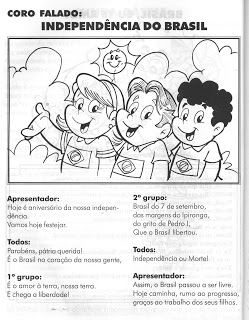 CORO FALADO:
INDEPENDÊNCIA DO BRASIL
Apresentador:
Hoje é aniversário da nossa indepen-
dência.
Vamos hoje festejar.
Todos:
Parabéns, pátria querida!
É o Brasil na coração da nossa gente,
1º grupo:
É o amor à terra, nossa terra.
E chega a liberdade!
2º grupo:
Brasil do 7 de setembro,
das margens do Ipiranga,
do grito de Pedro I,
Que o Brasil libertou.
Todos:
Independência ou Morte!
Apresentador:
Assim, o Brasil passou a ser livre.
Hoje caminha, rumo ao progresso,
graças ao trabalho dos seus filhos.